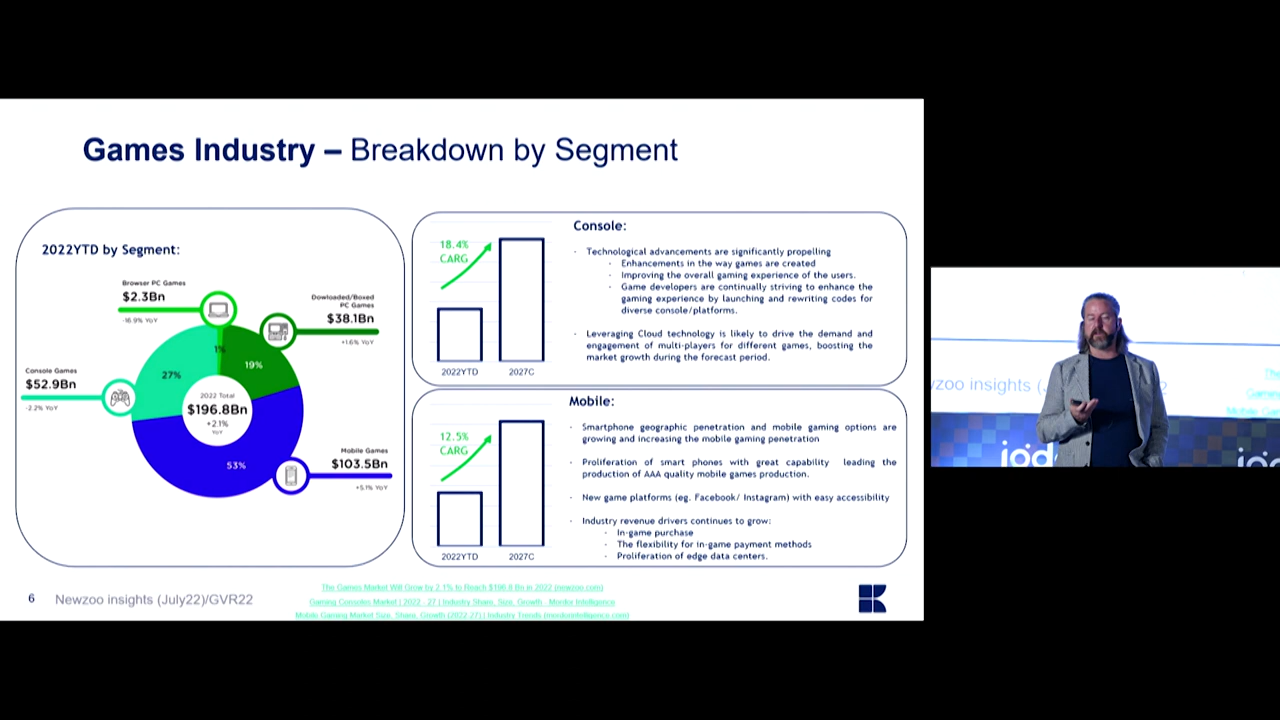 Games Industry – Breakdown by Segment
2022YTD by Segment:
Browser PC Games
$2.3Bn
-16.9% YoY
Dowloaded/Boxed
PC Games
$38.1Bn
+1.6% YoY
Console Games
$52.9Bn
-2.2% YoY
1%
19%
27%
53%
2022 Total
$196.8Bn
+2.1%
YoY
Mobile Games
$103.5Bn
+5.1% YoY
18.4%
CARG
2022YTD
2027C
Console:
- Technological advancements are significantly propelling
- Enhancements in the way games are created
- Improving the overall gaming experience of the users.
- Game developers are continually striving to enhance the
gaming experience by launching and rewriting codes for
diverse console/platforms.
- Leveraging Cloud technology is likely to drive the demand and
engagement of multi-players for different games, boosting the
market growth during the forecast period.
12.5%
CARG
2022YTD
2027C
Mobile:
- Smartphone geographic penetration and mobile gaming options are
growing and increasing the mobile gaming penetration
- Proliferation of smart phones with great capability leading the
production of AAA quality mobile games production.
- New game platforms (eg. Facebook/ Instagram) with easy accessibility
- Industry revenue drivers continues to grow:
- In-game purchase
- The flexibility for in-game payment methods
- Proliferation of edge data centers.
6
Newzoo insights (July22)/GVR22
The Games Market Will Grow by 2.1% to Reach $196.8 Bn in 2022 (newzoo.com)
Gaming Consoles Market | 2022 - 27 | Industry Share, Size, Growth - Mordor Intelligence
Mobile Gaming Market Size, Share, Growth (2022-27) | Industry Trends (mordorintelligence.com)
wzoo insights (
2
The
Gaming
Mobile Ga
iod
ioc